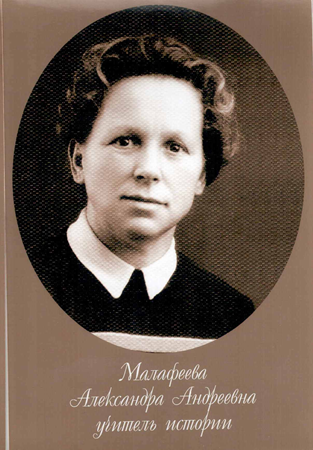 Малафеева
Александра Андреевна
учитель истории